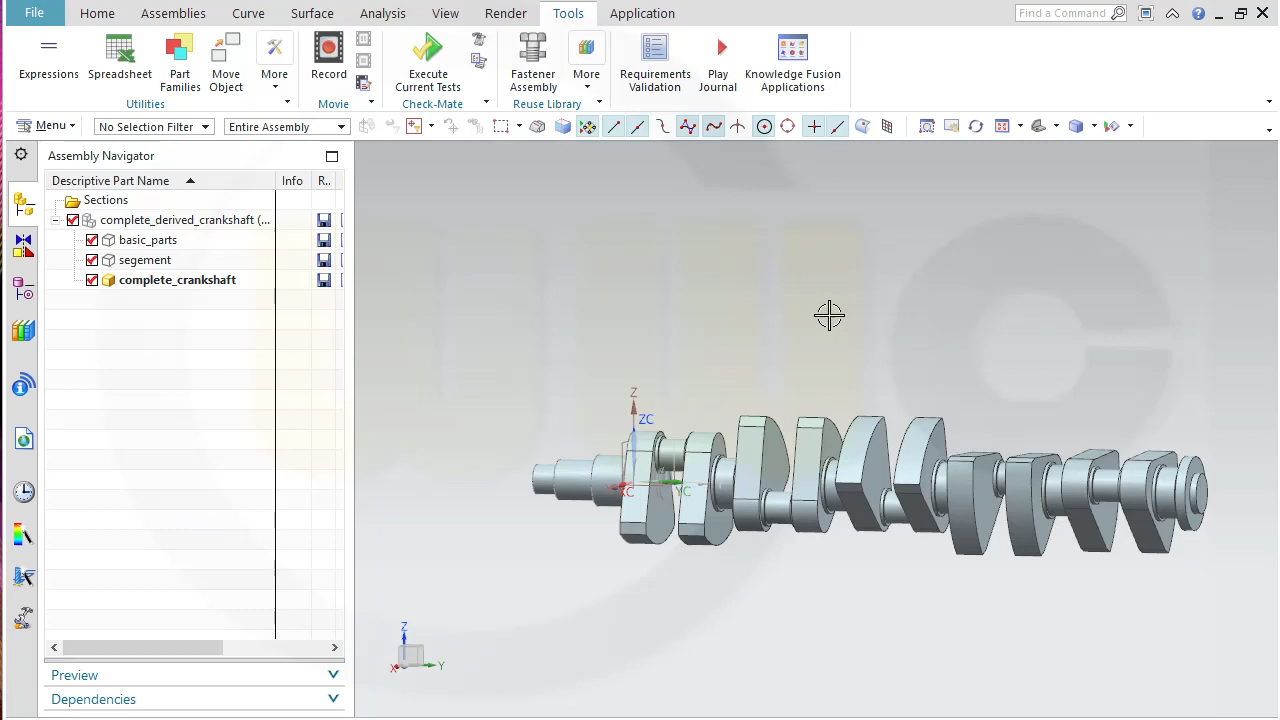 File Home Assemblies Curve Surface Analysis View Render Tools Application Find a Command
Expressions Spreadsheet Part Families Move Object More Record Execute Current Tests Fastener Assembly More Requirements Validation Play Journal Knowledge Fusion Applications
Utilities Movie Check-Mate Reuse Library
Menu No Selection Filter Entire Assembly
Assembly Navigator
Descriptive Part Name Info R..
Sections
complete_derived_crankshaft (...
basic_parts
segement
complete_crankshaft
Z
ZC
XC YC
Z
X Y
Preview
Dependencies